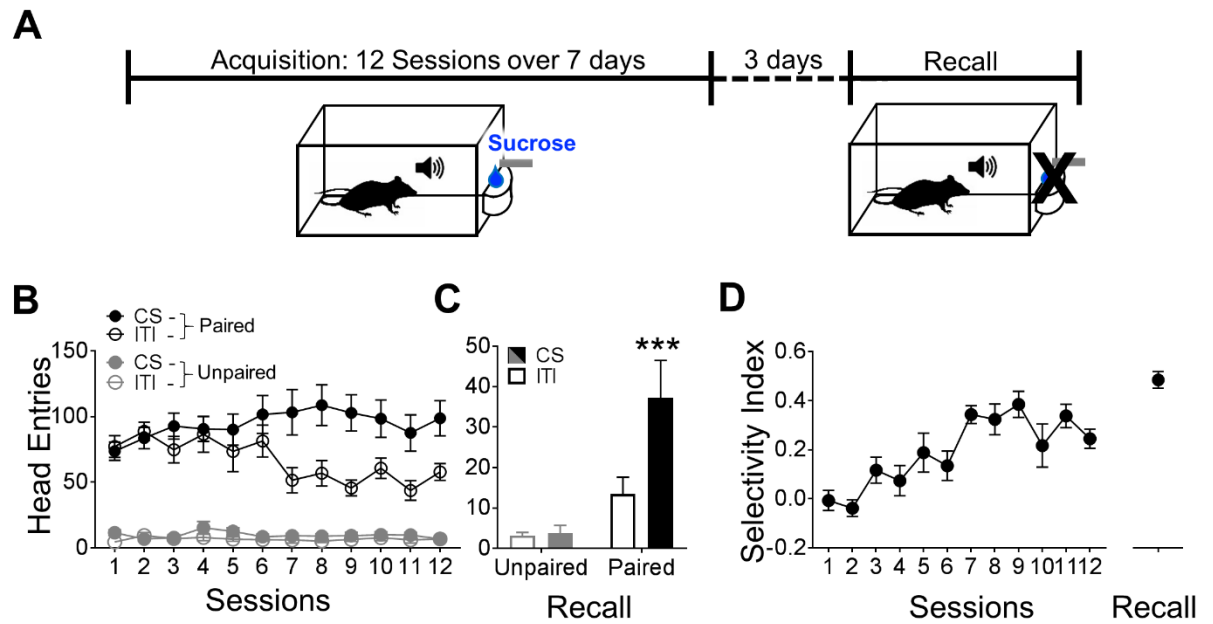 A
Acquisition: 12 Sessions over 7 days
3 days
Recall
Sucrose
X
B
CS -
ITI -
Paired
CS -
ITI -
Unpaired
150
100
50
0
Head Entries
1 2 3 4 5 6 7 8 9 10 11 12
Sessions
C
50
40
30
20
10
0
***
CS
ITI
Unpaired Paired
Recall
D
0.6
0.4
0.2
0.0
-0.2
Selectivity Index
1 2 3 4 5 6 7 8 9 10 11 12
Sessions
Recall